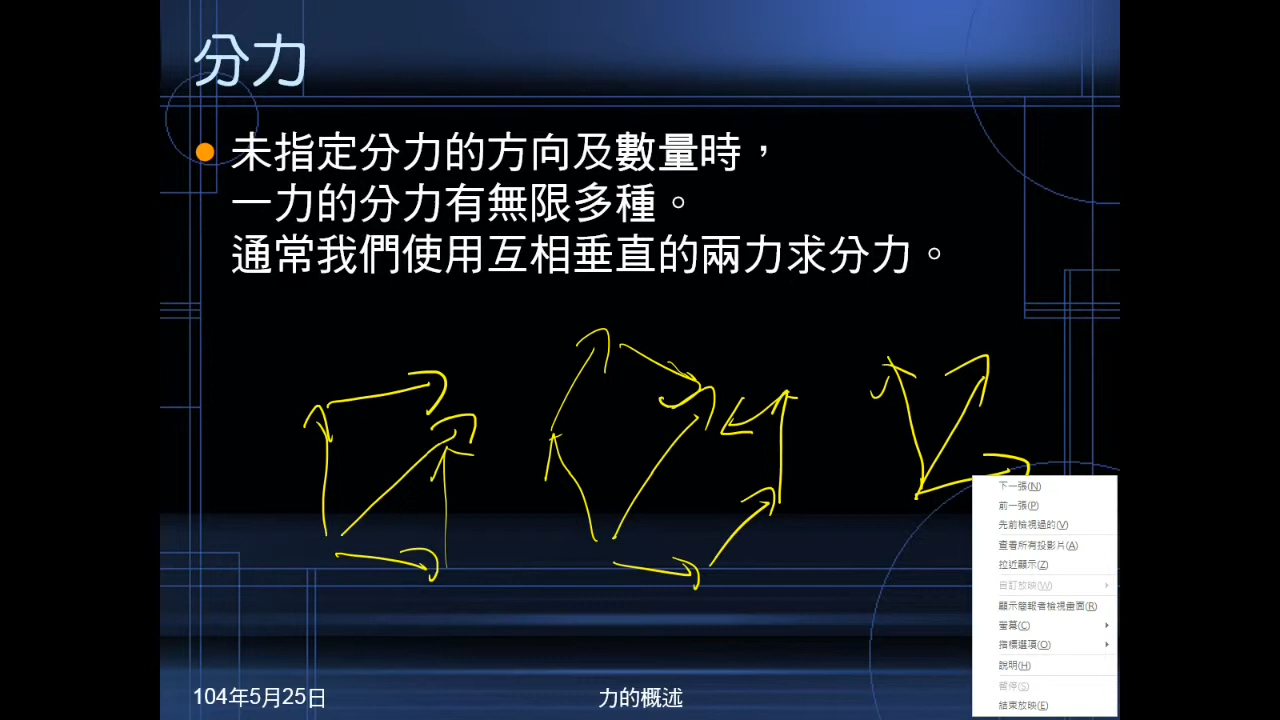 分力
未指定分力的方向及數量時，
一力的分力有無限多種。
通常我們使用互相垂直的兩力求分力。
下一張(N)
前一張(P)
先前檢視過的(V)
查看所有投影片(A)
拉近顯示(Z)
自訂放映(W)
顯示簡報者檢視畫面(R)
螢幕(C)
指標選項(O)
說明(H)
暫停(S)
結束放映(E)
104年5月25日
力的概述